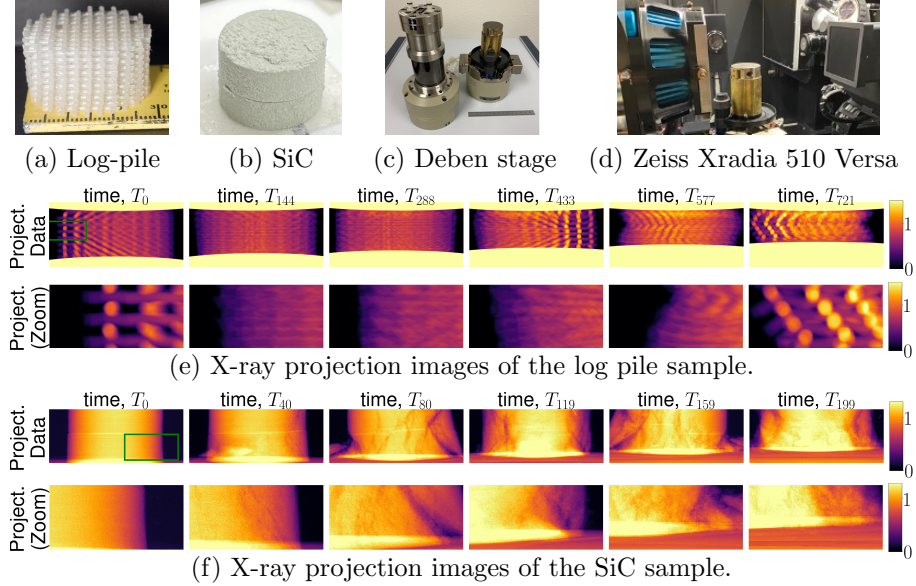 (a) Log-pile
(b) SiC
(c) Deben stage
(d) Zeiss Xradia 510 Versa
time, T0 time, T144 time, T288 time, T433 time, T577 time, T721
Project. Data
1
0
Project. (Zoom)
1
0
(e) X-ray projection images of the log pile sample.
time, T0 time, T40 time, T80 time, T119 time, T159 time, T199
Project. Data
1
0
Project. (Zoom)
1
0
(f) X-ray projection images of the SiC sample.